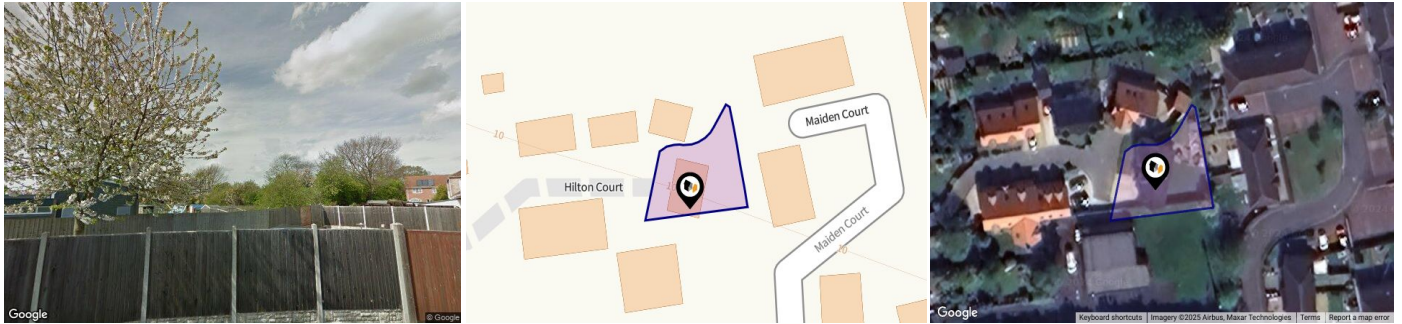 Google
© Google
10
Maiden Court
Hilton Court
Maiden Court
10
Google
Keyboard shortcuts
Imagery ©2025 Airbus, Maxar Technologies
Terms
Report a map error